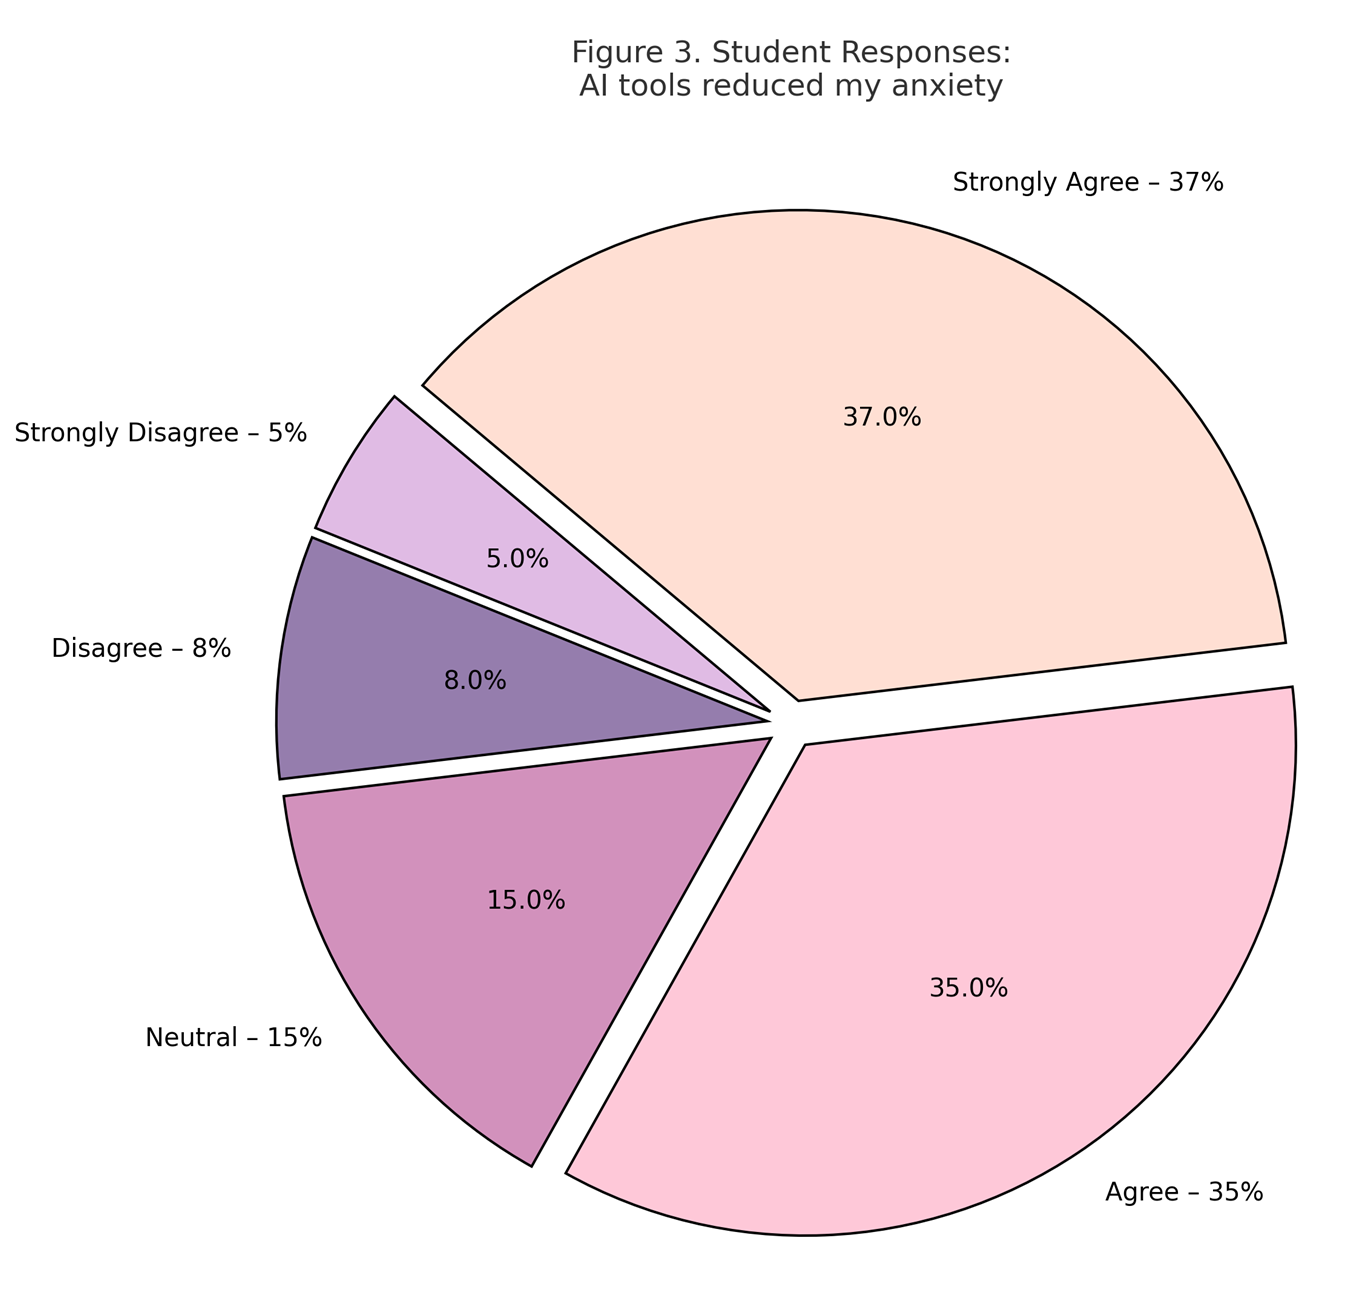 Figure 3. Student Responses:
AI tools reduced my anxiety
Strongly Agree – 37%
37.0%
Strongly Disagree – 5%
5.0%
Disagree – 8%
8.0%
15.0%
Neutral – 15%
35.0%
Agree – 35%